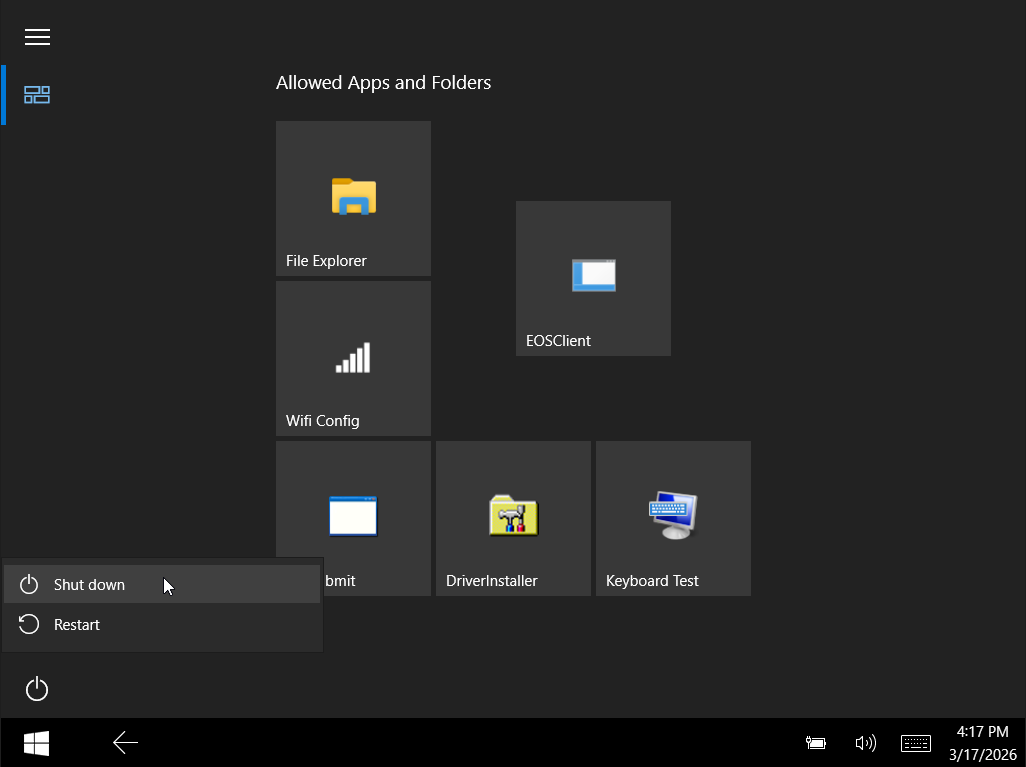 Allowed Apps and Folders
File Explorer
EOSClient
Wifi Config
bmit
DriverInstaller
Keyboard Test
Shut down
Restart
4:17 PM
3/17/2026